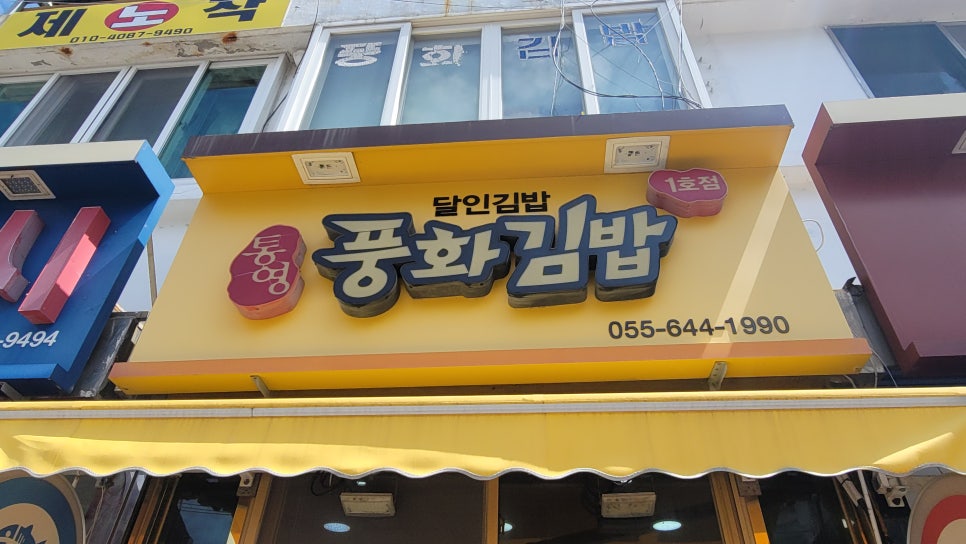 제 노 작
010-4087-9490
풍 화 김 밥
달인김밥
1호점
통영
풍화김밥
055-644-1990
-9494